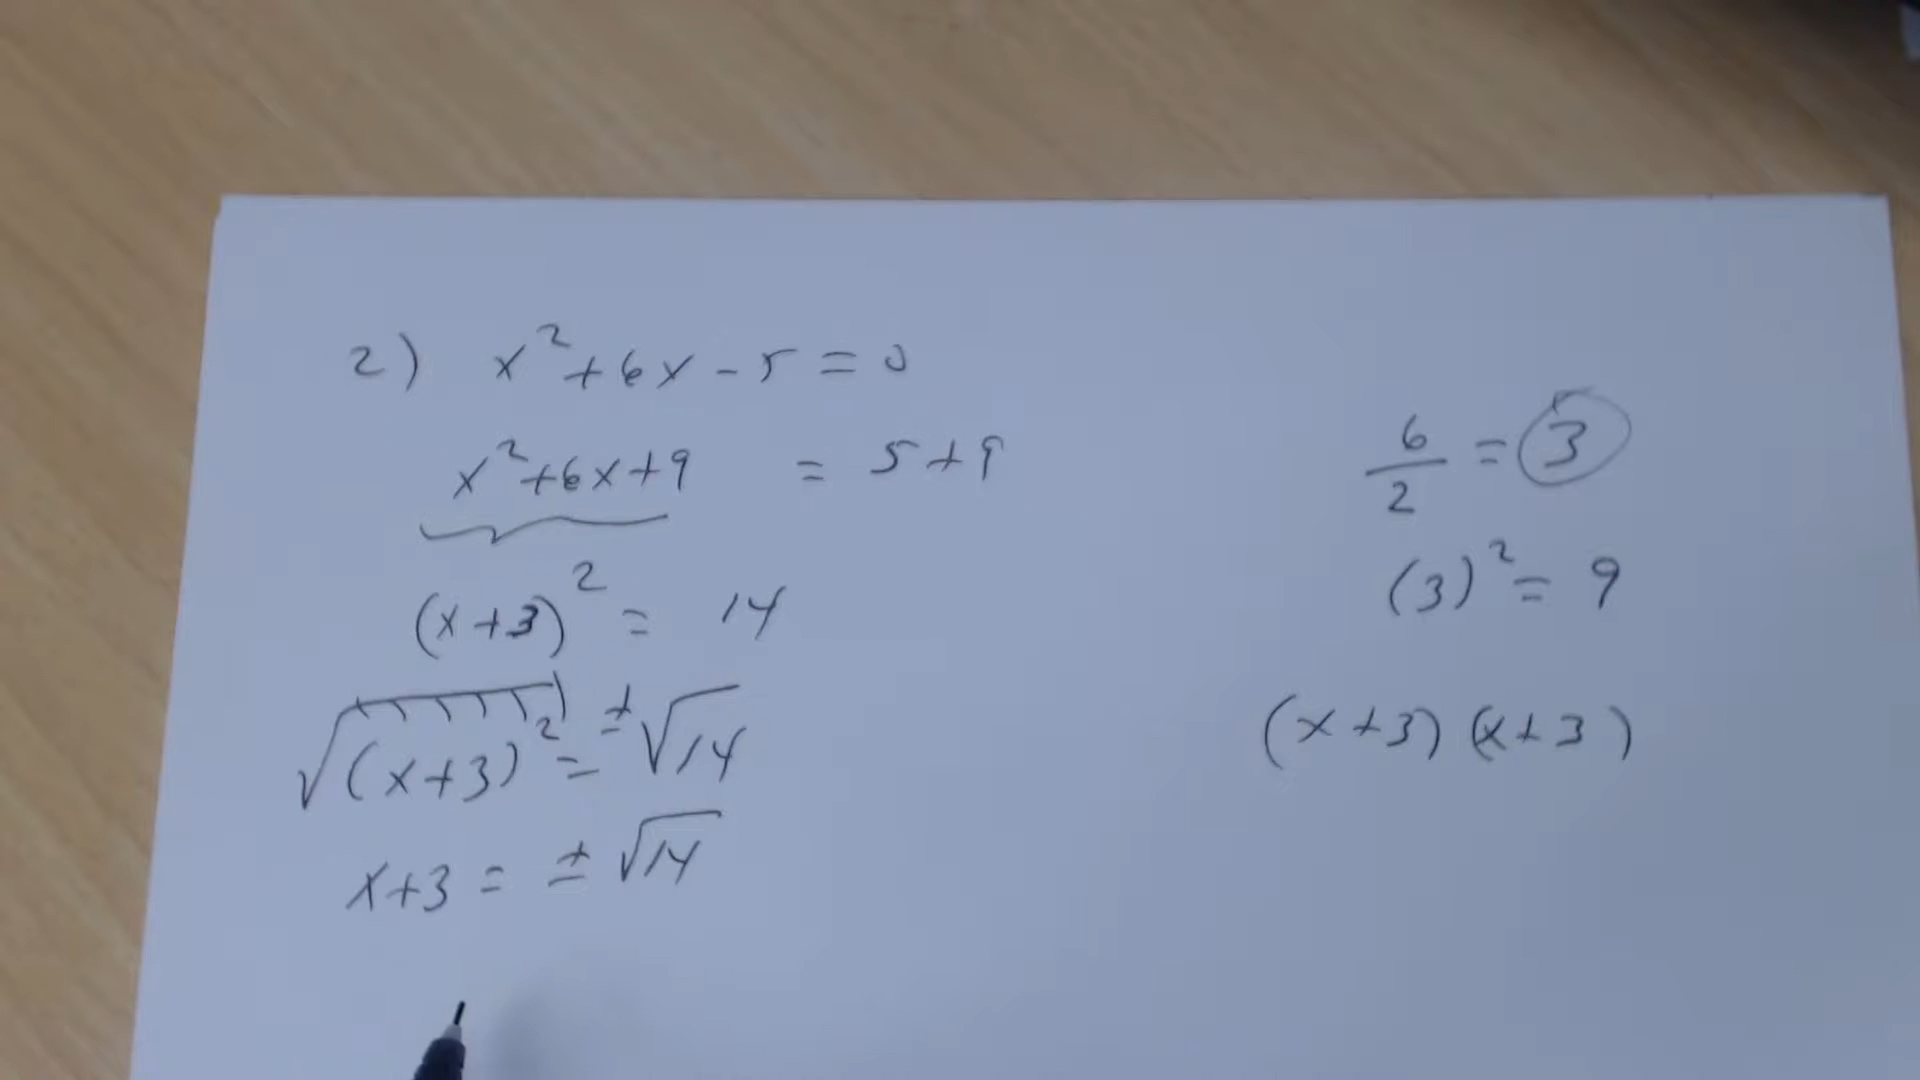 2) x²+6x-5=0
x²+6x+9 = 5+9
(x+3)² = 14
√(x+3)² = ±√14
x+3 = ±√14
6/2 = 3
(3)² = 9
(x+3)(x+3)